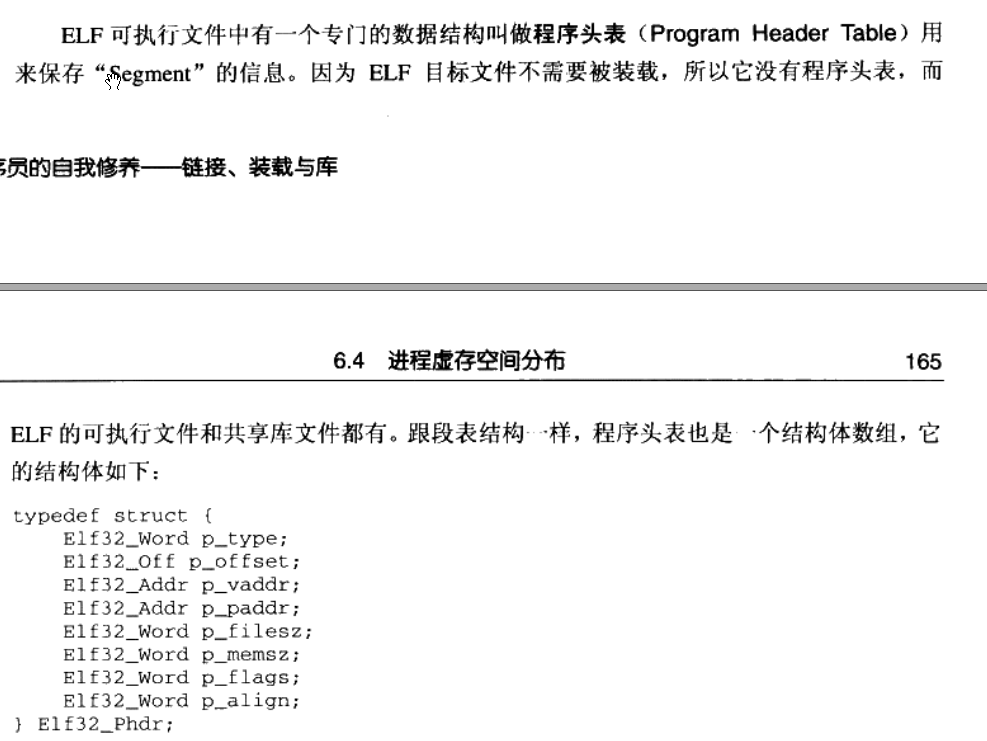 ELF 可执行文件中有一个专门的数据结构叫做程序头表（Program Header Table）用
来保存“Segment”的信息。因为 ELF 目标文件不需要被装载，所以它没有程序头表，而
序员的自我修养——链接、装载与库
6.4 进程虚存空间分布 165
ELF 的可执行文件和共享库文件都有。跟段表结构一样，程序头表也是一个结构体数组，它
的结构体如下：
typedef struct {
Elf32_Word p_type;
Elf32_Off p_offset;
Elf32_Addr p_vaddr;
Elf32_Addr p_paddr;
Elf32_Word p_filesz;
Elf32_Word p_memsz;
Elf32_Word p_flags;
Elf32_Word p_align;
} Elf32_Phdr;